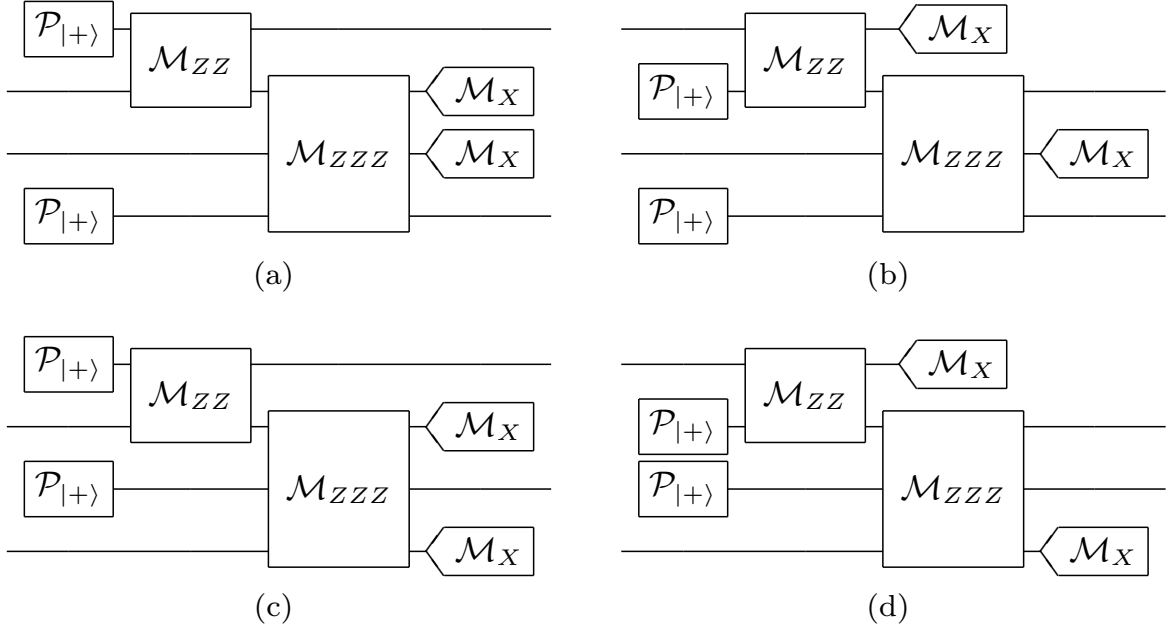 𝒫|+⟩ ℳZZ ℳZZZ ℳX ℳX 𝒫|+⟩
(a)
𝒫|+⟩ ℳZZ ℳX ℳZZZ ℳX 𝒫|+⟩
(b)
𝒫|+⟩ ℳZZ ℳX 𝒫|+⟩ ℳZZZ ℳX
(c)
ℳZZ ℳX 𝒫|+⟩ 𝒫|+⟩ ℳZZZ ℳX
(d)